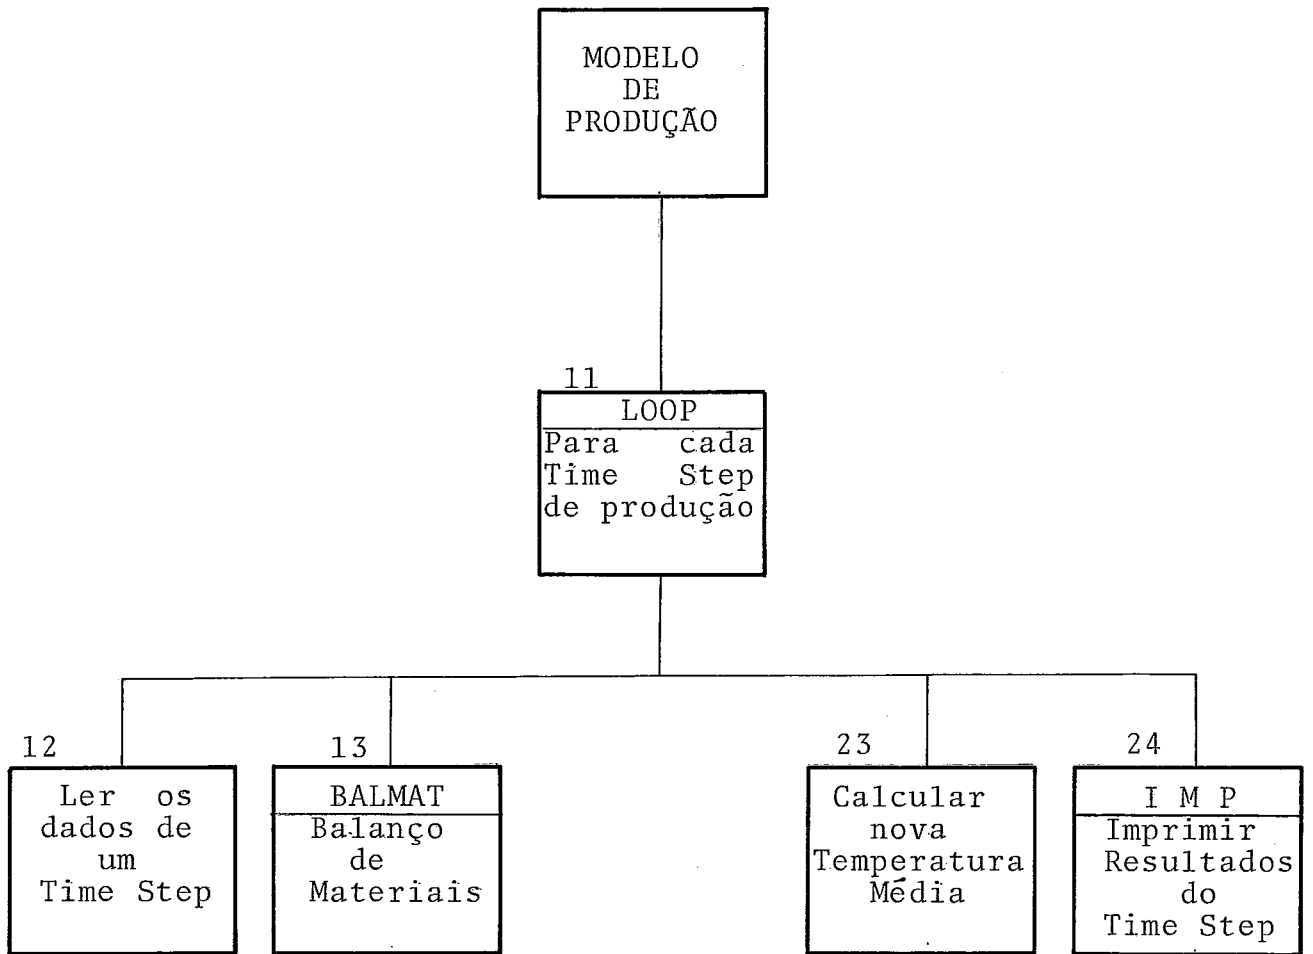 MODELO
DE
PRODUÇÃO
11
LOOP
Para cada
Time Step
de produção
12
Ler os
dados de
um
Time Step
13
BALMAT
Balanço
de
Materiais
23
Calcular
nova
Temperatura
Média
24
I M P
Imprimir
Resultados
do
Time Step